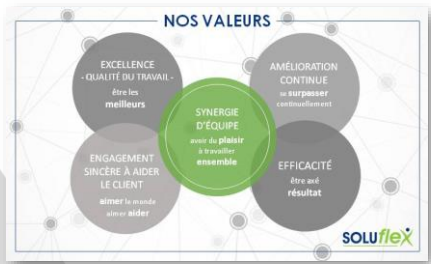 NOS VALEURS
EXCELLENCE
- QUALITÉ DU TRAVAIL -
être les
meilleurs
AMÉLIORATION
CONTINUE
se surpasser
continuellement
SYNERGIE
D'ÉQUIPE
avoir du plaisir
à travailler
ensemble
ENGAGEMENT
SINCÈRE À AIDER
LE CLIENT
aimer le monde
aimer aider
EFFICACITÉ
être axé
résultat
SOLUflex